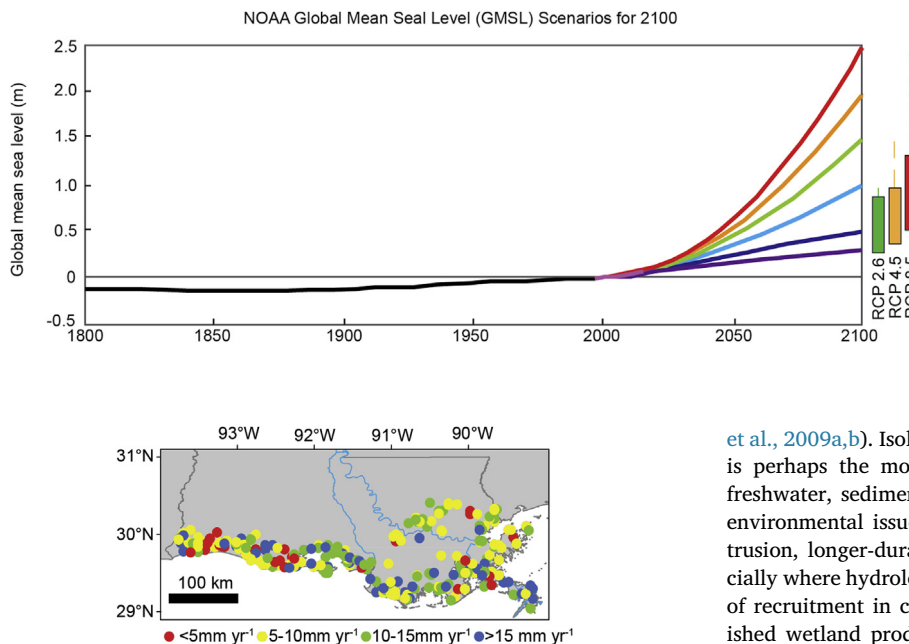 NOAA Global Mean Seal Level (GMSL) Scenarios for 2100
Global mean sea level (m)
2.5
2.0
1.5
1.0
0.5
0
-0.5
1800
1850
1900
1950
2000
2050
2100
RCP 2.6
RCP 4.5
93°W 92°W 91°W 90°W
31°N
30°N
29°N
100 km
<5mm yr⁻¹ 5-10mm yr⁻¹ 10-15mm yr⁻¹ >15 mm yr⁻¹
et al., 2009a,b). Isol
is perhaps the mo
freshwater, sedimer
environmental issu
trusion, longer-dura
cially where hydrolo
of recruitment in c
ished wetland prod